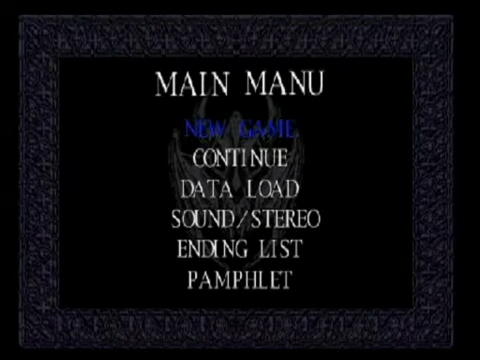 MAIN MANU
NEW GAME
CONTINUE
DATA LOAD
SOUND/STEREO
ENDING LIST
PAMPHLET